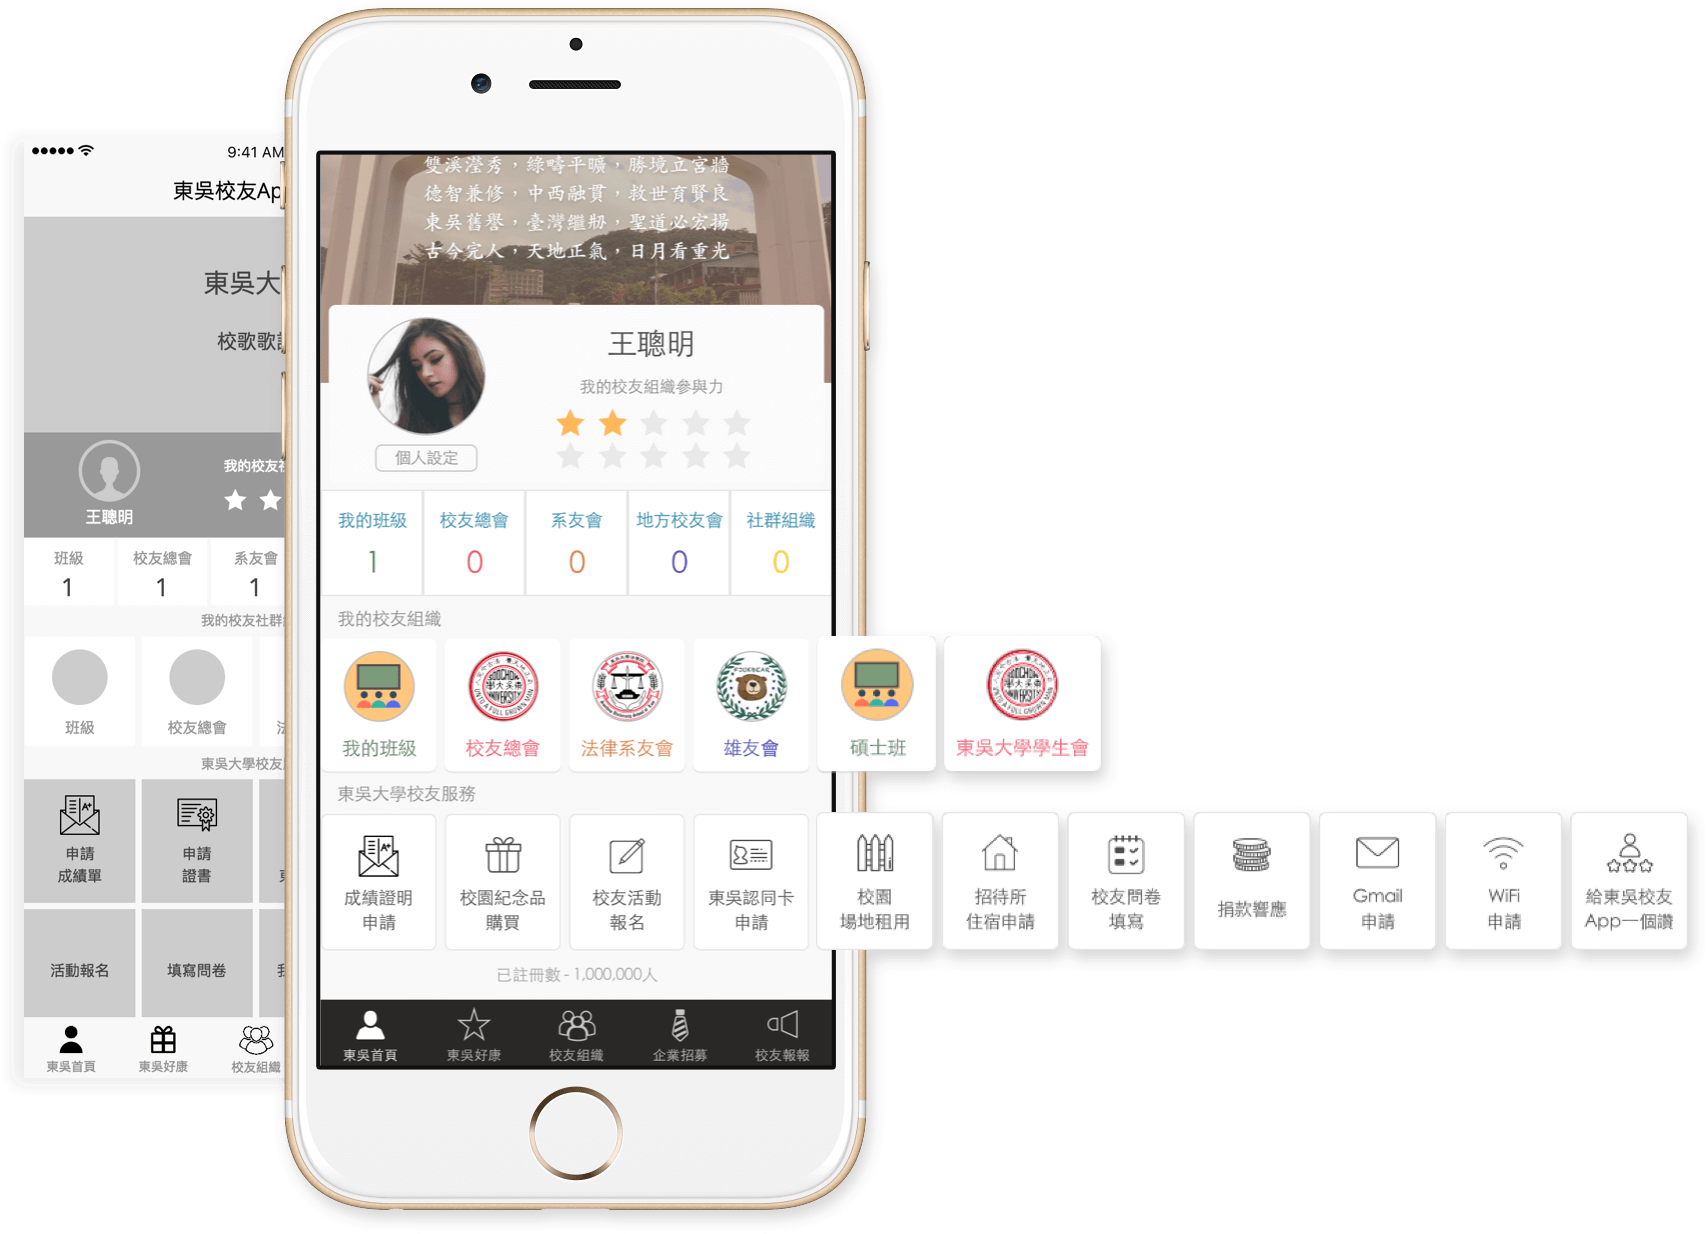 9:41 AM
東吳校友App
東吳大
校歌歌
我的校友
王聰明
班級
校友總會
系友會
1
1
1
我的校友社群
班級
校友總會
東吳大學校友
申請
成績單
申請
證書
活動報名
填寫問卷
東吳首頁
東吳好康
校友組織
雙溪瀅秀，綠疇平曠，勝境立宮牆
德智兼修，中西融貫，救世育賢良
東吳舊譽，臺灣繼芳，聖道必宏揚
古今完人，天地正氣，日月看重光
王聰明
我的校友組織參與力
個人設定
我的班級
校友總會
系友會
地方校友會
社群組織
1
0
0
0
0
我的校友組織
SOOCHOW
UNIVERSITY
UNTO A FULL GROWN MAN
我的班級
校友總會
法律系友會
雄友會
碩士班
東吳大學學生會
東吳大學校友服務
成績證明
申請
校園紀念品
購買
校友活動
報名
東吳認同卡
申請
校園
場地租用
招待所
住宿申請
校友問卷
填寫
捐款響應
Gmail
申請
WiFi
申請
給東吳校友
App一個讚
已註冊數 - 1,000,000人
東吳首頁
東吳好康
校友組織
企業招募
校友報報